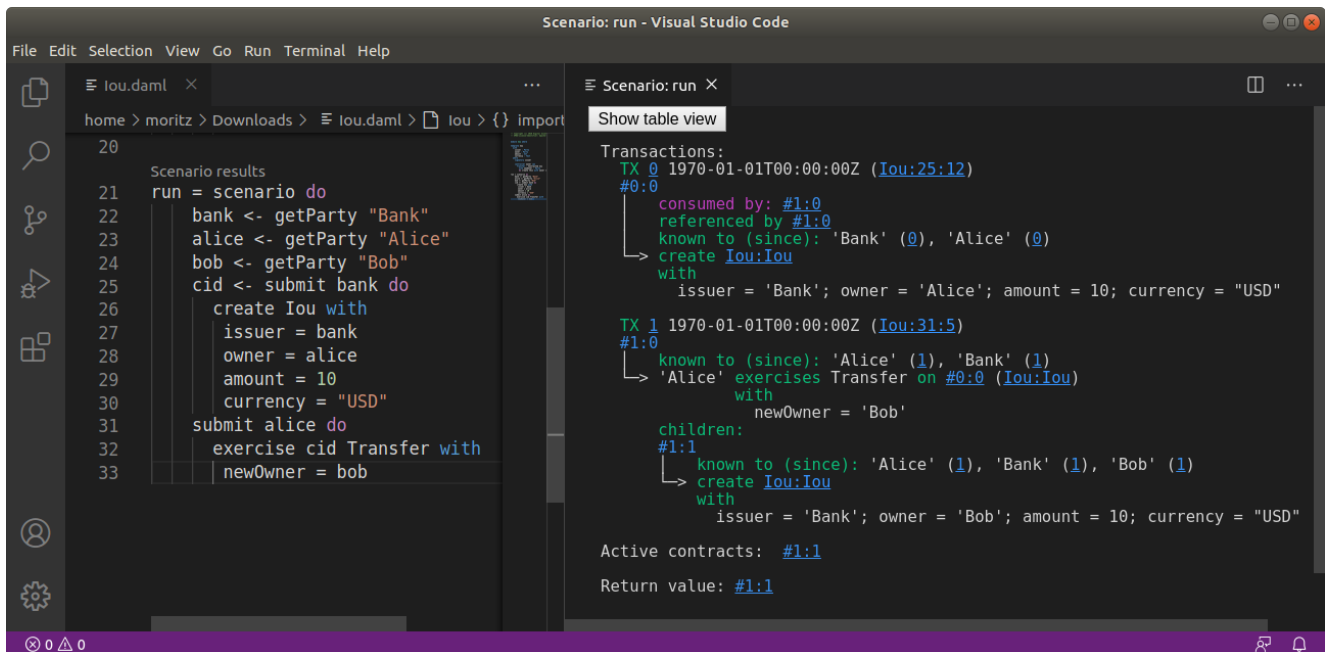 Scenario: run - Visual Studio Code
File Edit Selection View Go Run Terminal Help
Iou.daml
home > moritz > Downloads > Iou.daml > Iou > {} import
20
Scenario results
21 run = scenario do
22 bank <- getParty "Bank"
23 alice <- getParty "Alice"
24 bob <- getParty "Bob"
25 cid <- submit bank do
26 create Iou with
27 issuer = bank
28 owner = alice
29 amount = 10
30 currency = "USD"
31 submit alice do
32 exercise cid Transfer with
33 newOwner = bob
Scenario: run
Show table view
Transactions:
TX 0 1970-01-01T00:00:00Z (Iou:25:12)
#0:0
consumed by: #1:0
referenced by #1:0
known to (since): 'Bank' (0), 'Alice' (0)
└─> create Iou:Iou
with
issuer = 'Bank'; owner = 'Alice'; amount = 10; currency = "USD"
TX 1 1970-01-01T00:00:00Z (Iou:31:5)
#1:0
known to (since): 'Alice' (1), 'Bank' (1)
└─> 'Alice' exercises Transfer on #0:0 (Iou:Iou)
with
newOwner = 'Bob'
children:
#1:1
known to (since): 'Alice' (1), 'Bank' (1), 'Bob' (1)
└─> create Iou:Iou
with
issuer = 'Bank'; owner = 'Bob'; amount = 10; currency = "USD"
Active contracts: #1:1
Return value: #1:1
0 0